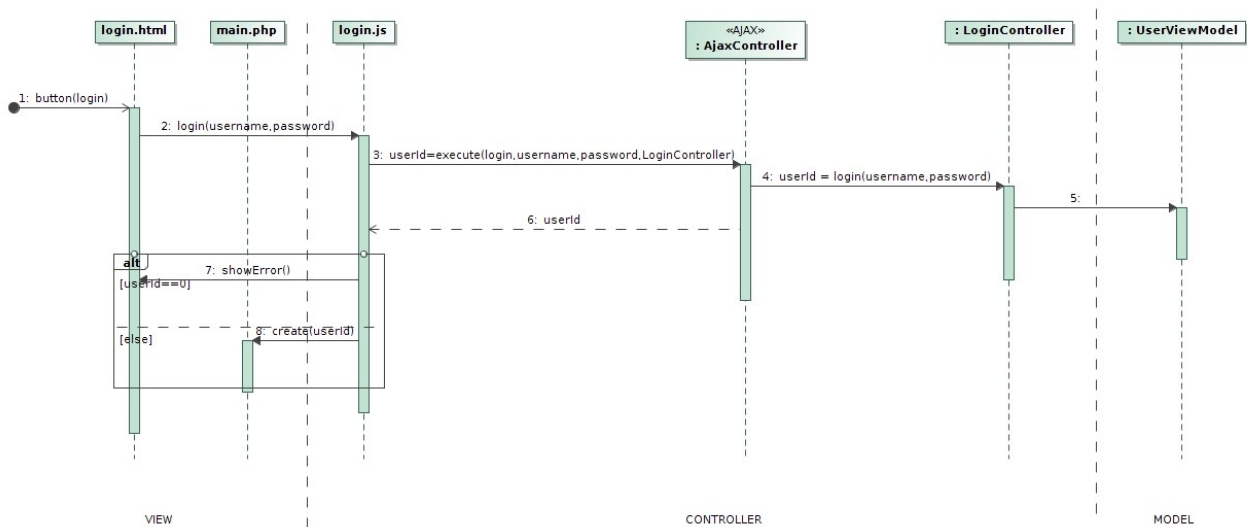 login.html
main.php
login.js
«AJAX»
: AjaxController
: LoginController
: UserViewModel
1: button(login)
2: login(username,password)
3: userId=execute(login,username,password,LoginController)
4: userId = login(username,password)
5:
6: userId
alt
7: showError()
[userId==0]
8: create(userId)
[else]
VIEW
CONTROLLER
MODEL